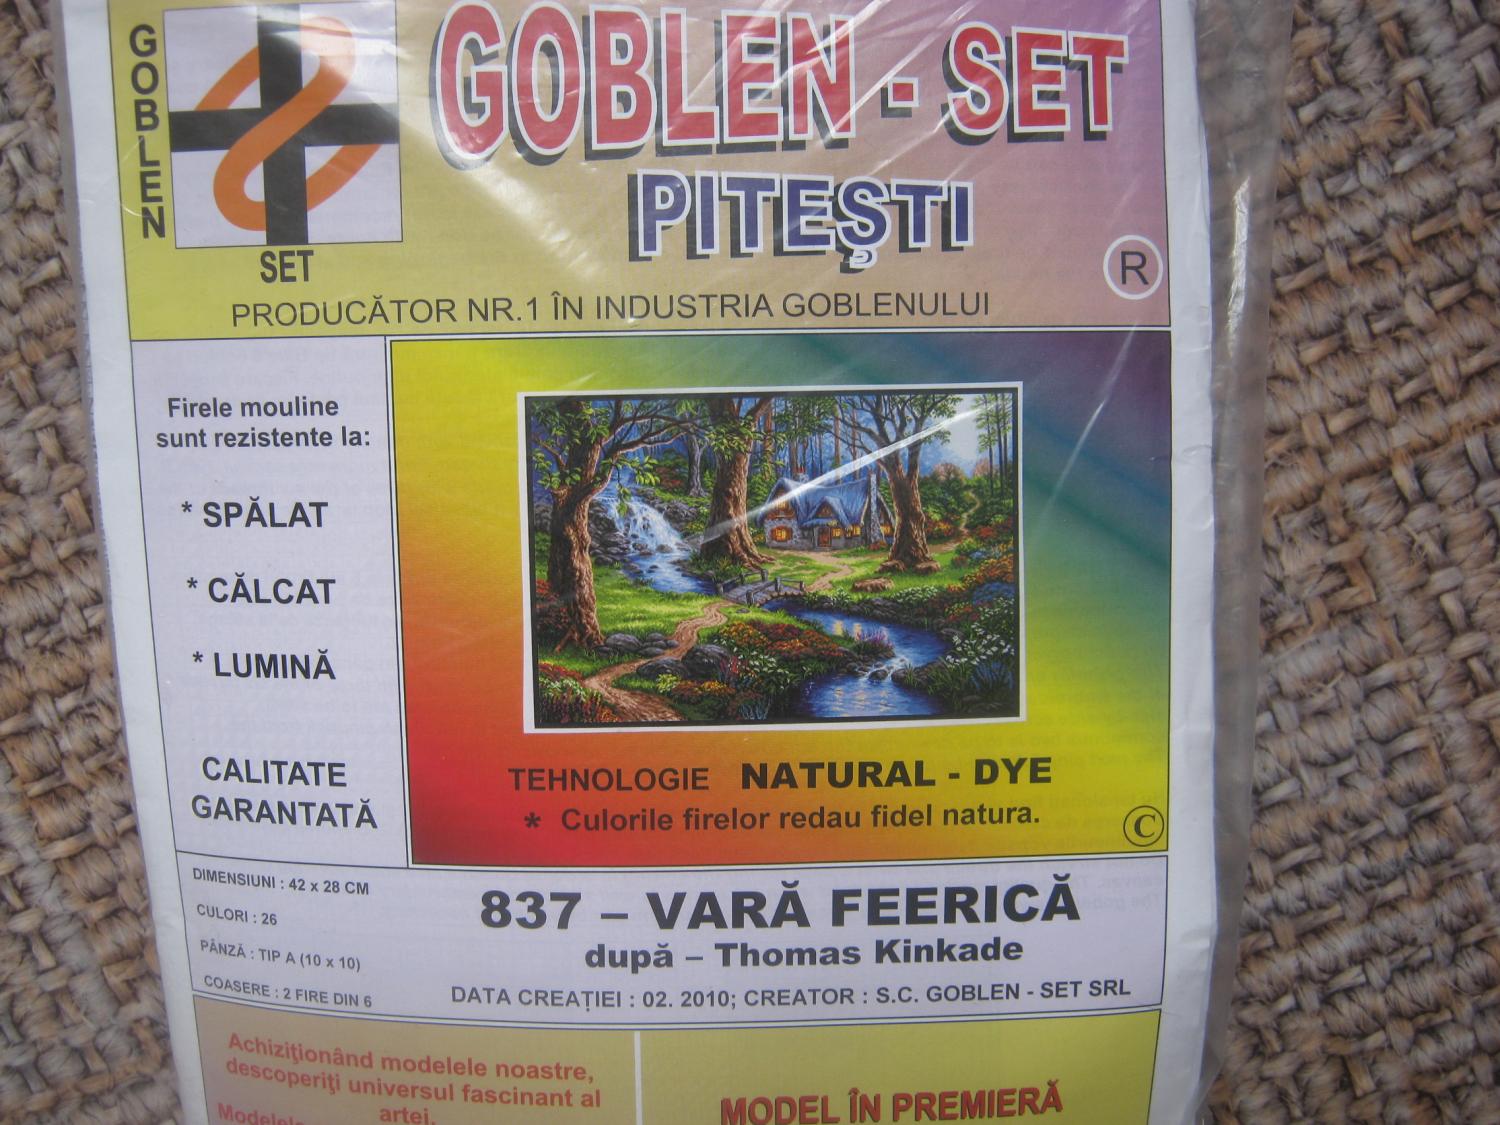 GOBLEN
SET
GOBLEN - SET
PITEȘTI
®
PRODUCĂTOR NR.1 ÎN INDUSTRIA GOBLENULUI
Firele mouline
sunt rezistente la:
* SPĂLAT
* CĂLCAT
* LUMINĂ
CALITATE
GARANTATĂ
TEHNOLOGIE NATURAL - DYE
* Culorile firelor redau fidel natura.
©
DIMENSIUNI : 42 x 28 CM
CULORI : 26
PÂNZĂ : TIP A (10 x 10)
COASERE : 2 FIRE DIN 6
837 – VARĂ FEERICĂ
după – Thomas Kinkade
DATA CREAȚIEI : 02. 2010; CREATOR : S.C. GOBLEN - SET SRL
Achiziţionând modelele noastre,
descoperiţi universul fascinant al
artei.
MODEL ÎN PREMIERĂ